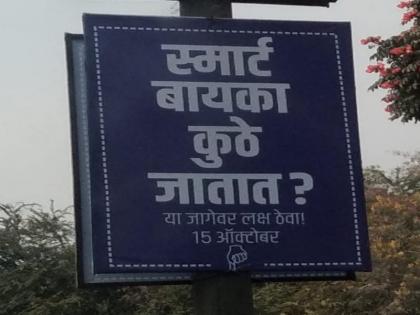 स्मार्ट
बायका
कुठे
जातात ?
या जागेवर लक्ष ठेवा!
15 ऑक्टोबर